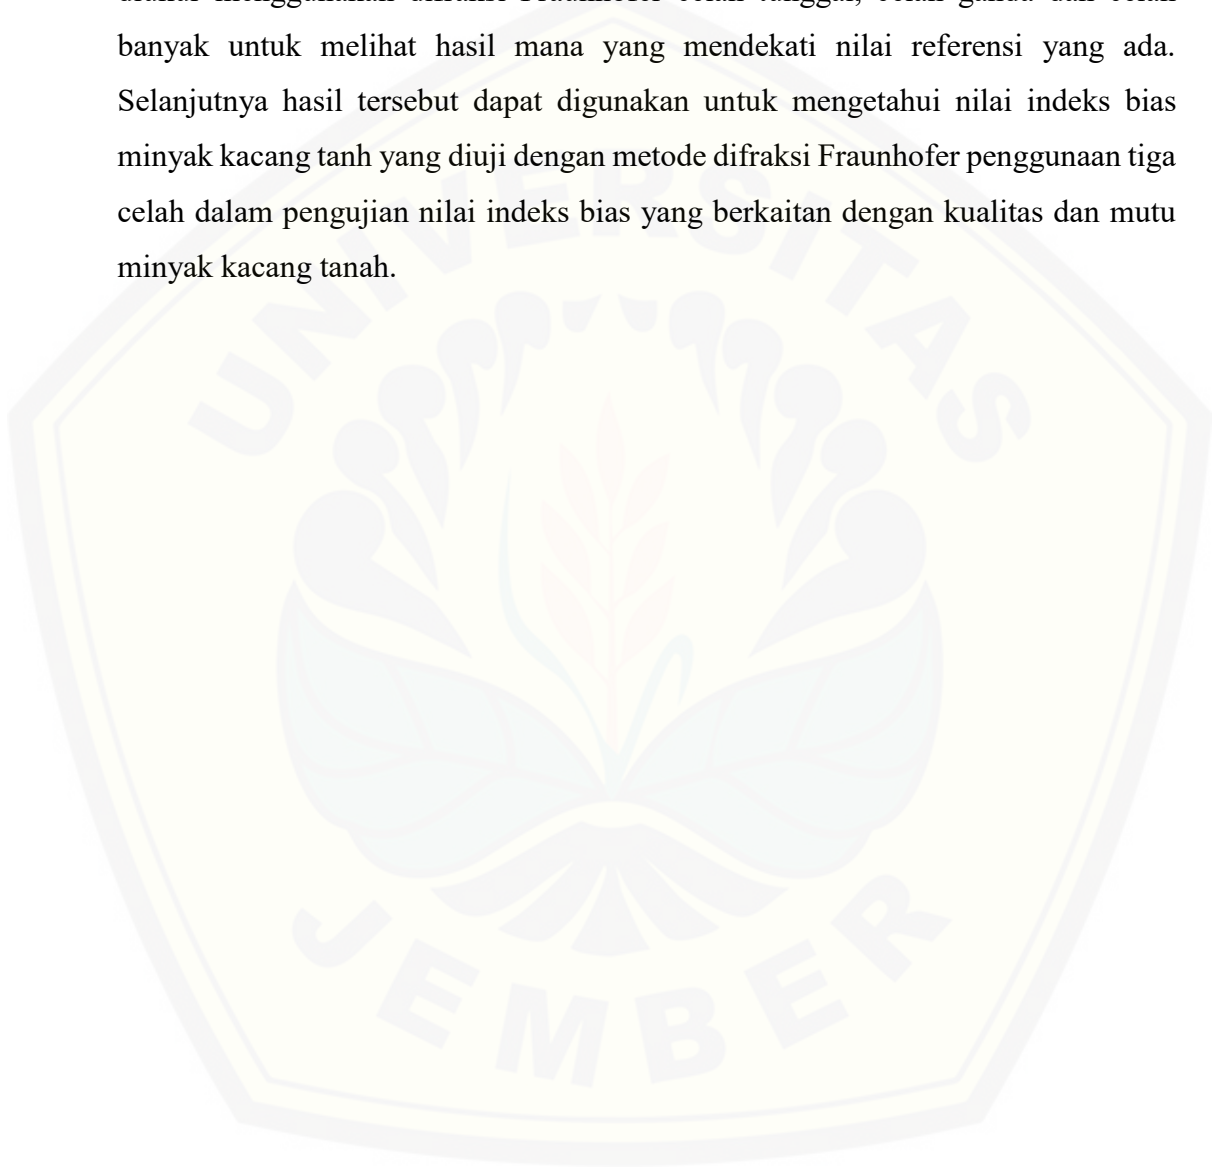 banyak untuk melihat hasil mana yang mendekati nilai referensi yang ada.
Selanjutnya hasil tersebut dapat digunakan untuk mengetahui nilai indeks bias
minyak kacang tanh yang diuji dengan metode difraksi Fraunhofer penggunaan tiga
celah dalam pengujian nilai indeks bias yang berkaitan dengan kualitas dan mutu
minyak kacang tanah.
UNIVERSITAS
JEMBER